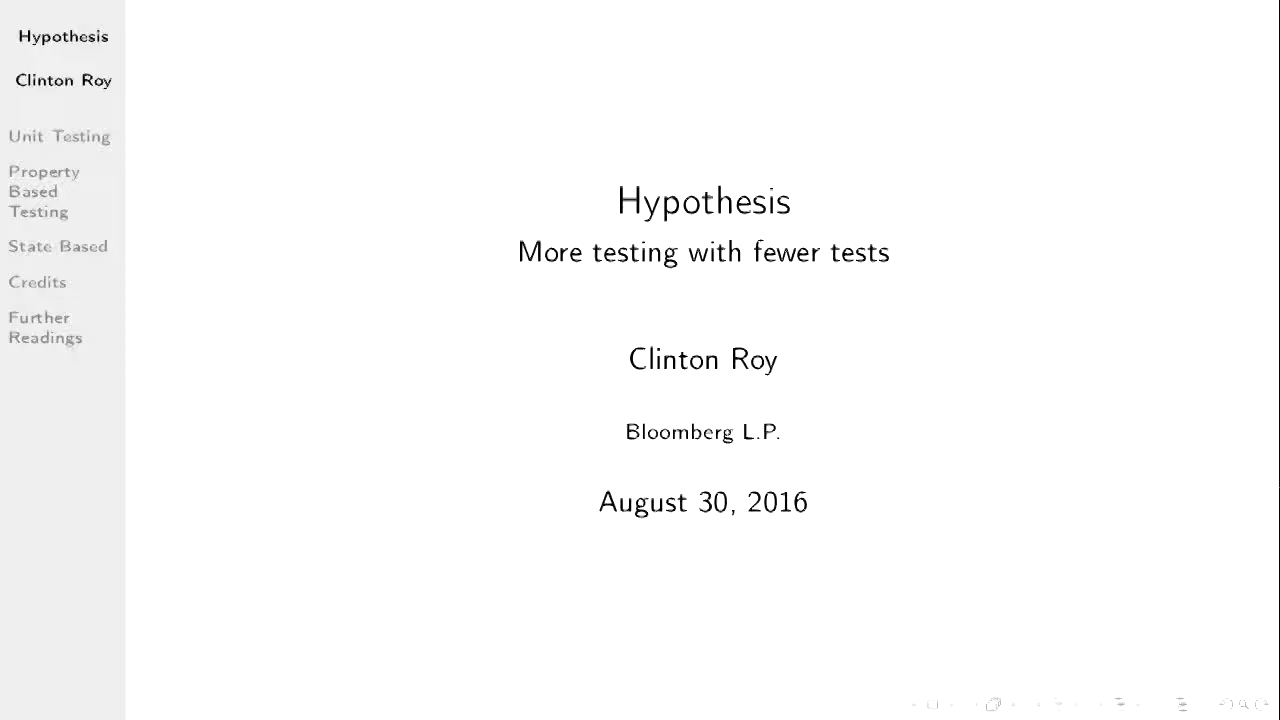 Hypothesis
Clinton Roy
Unit Testing
Property
Based
Testing
State Based
Credits
Further
Readings
Hypothesis
More testing with fewer tests
Clinton Roy
Bloomberg L.P.
August 30, 2016